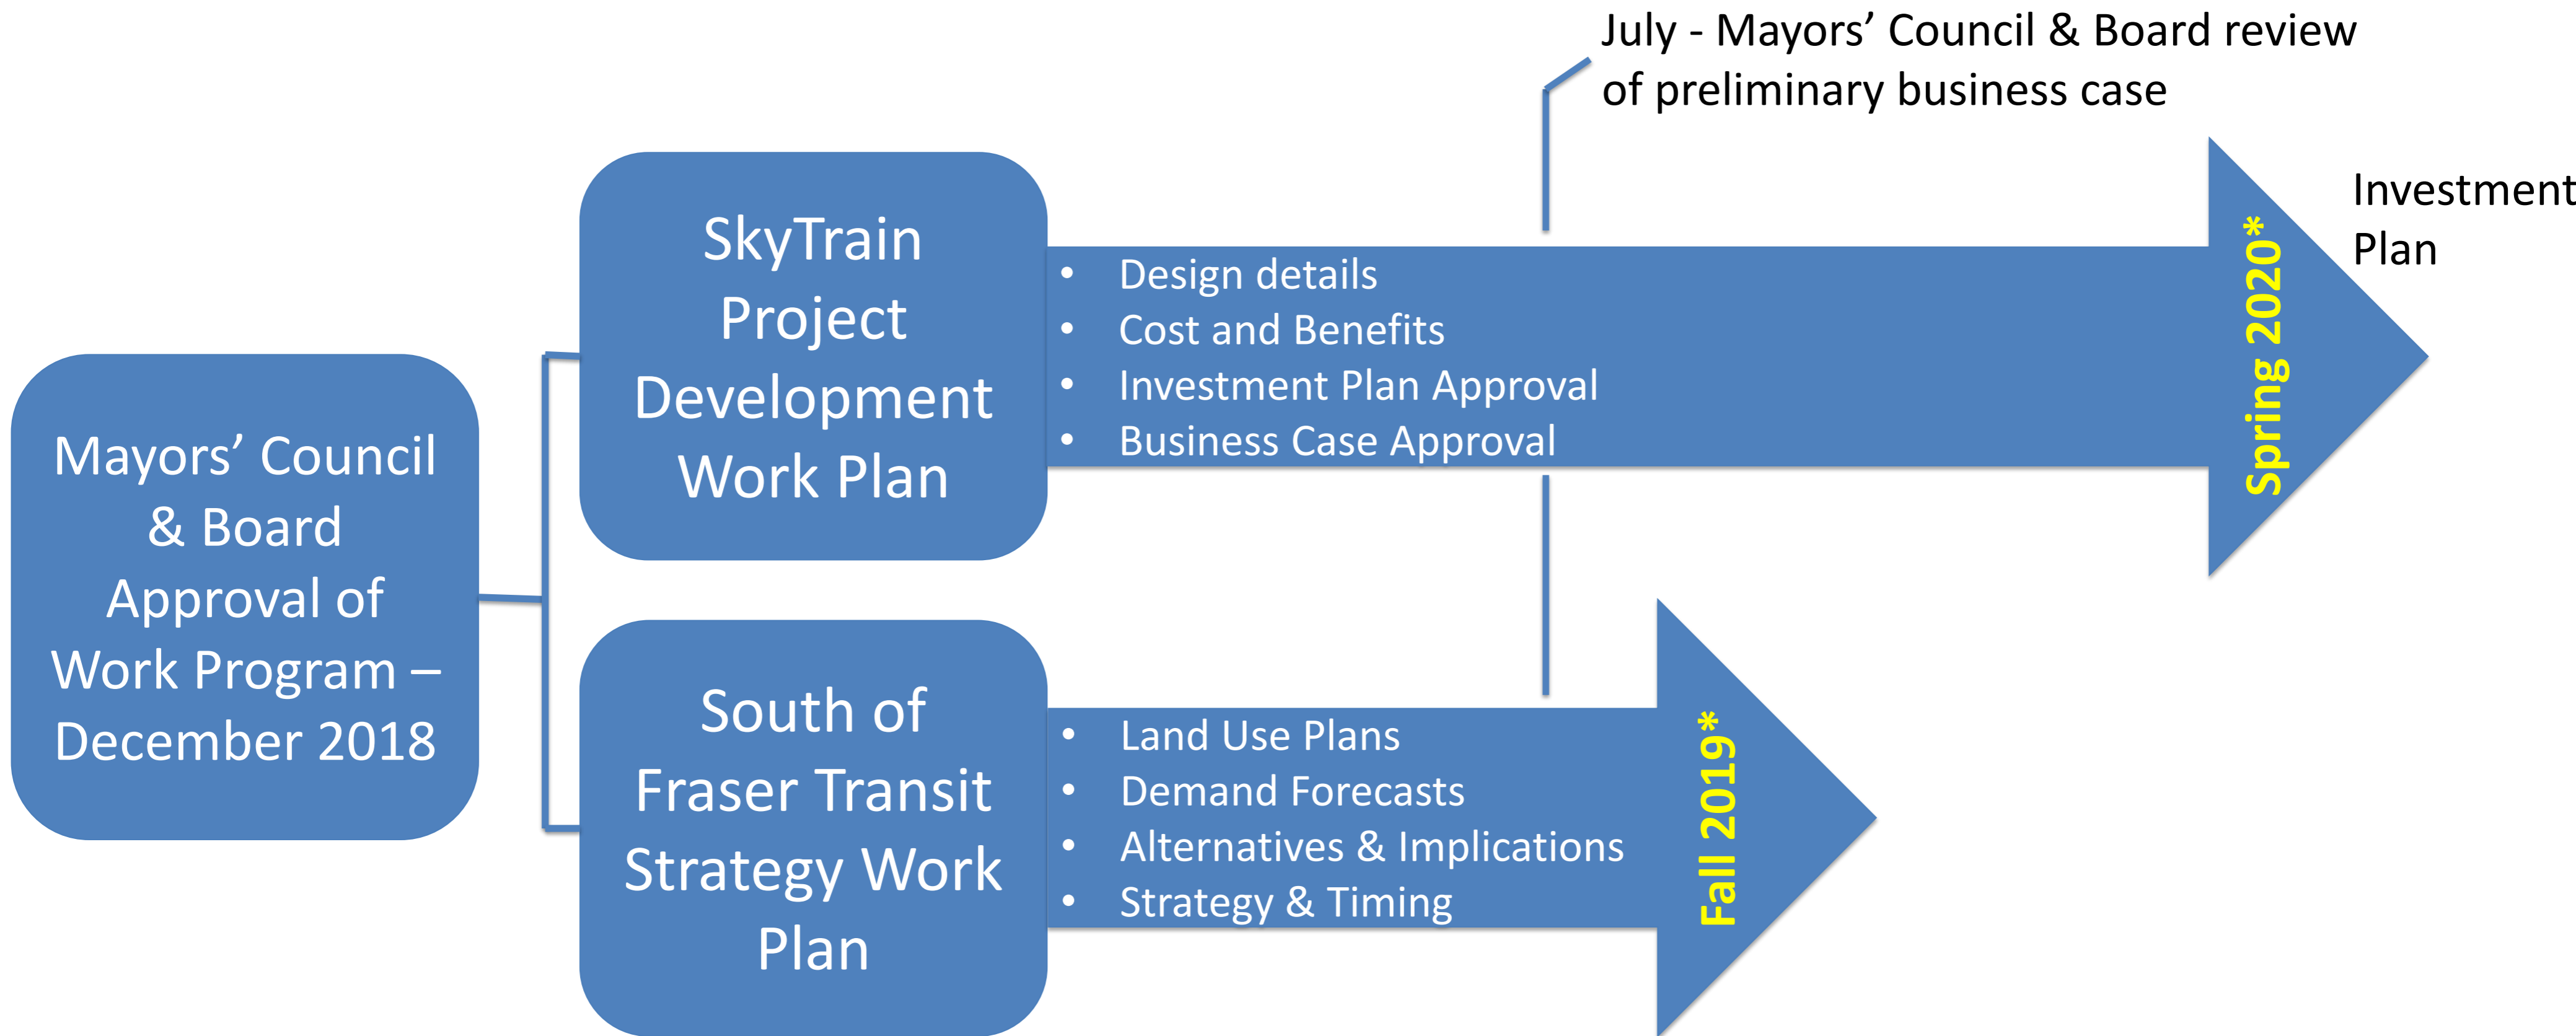 July - Mayors’ Council & Board review
of preliminary business case
Mayors’ Council
& Board
Approval of
Work Program –
December 2018
SkyTrain
Project
Development
Work Plan
• Design details
• Cost and Benefits
• Investment Plan Approval
• Business Case Approval
Spring 2020*
Investment
Plan
South of
Fraser Transit
Strategy Work
Plan
• Land Use Plans
• Demand Forecasts
• Alternatives & Implications
• Strategy & Timing
Fall 2019*